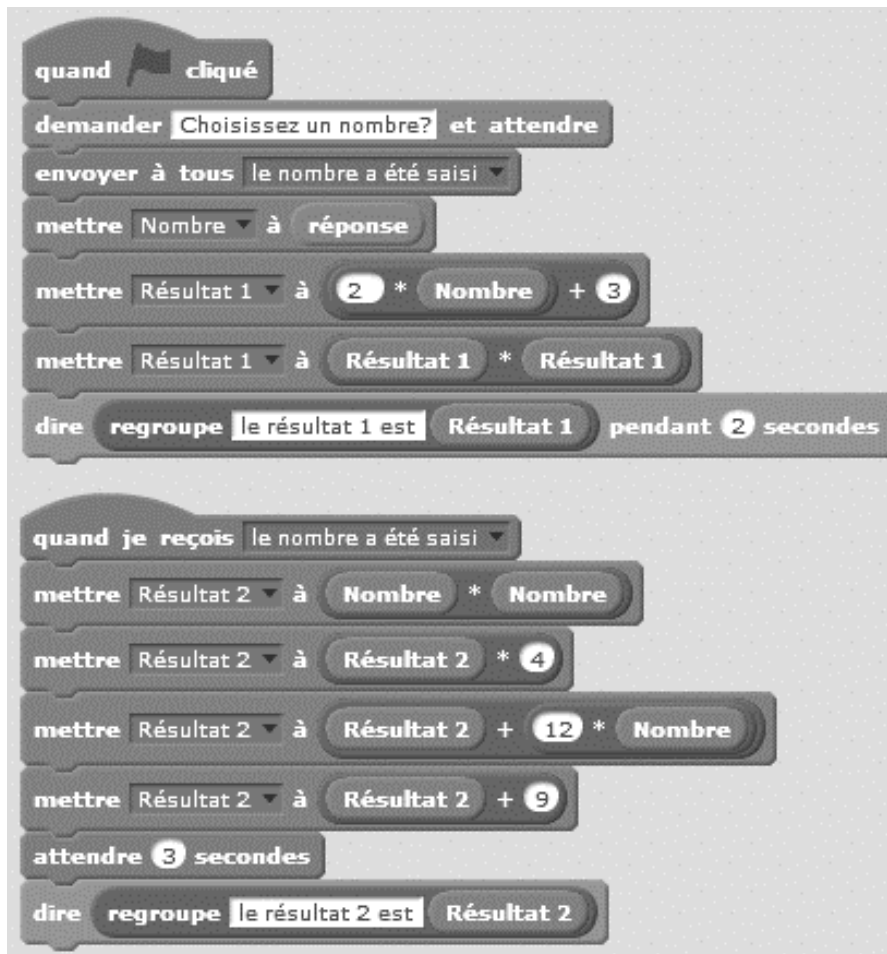 quand cliqué
demander Choisissez un nombre? et attendre
envoyer à tous le nombre a été saisi
mettre Nombre à réponse
mettre Résultat 1 à 2 * Nombre + 3
mettre Résultat 1 à Résultat 1 * Résultat 1
dire regroupe le résultat 1 est Résultat 1 pendant 2 secondes
quand je reçois le nombre a été saisi
mettre Résultat 2 à Nombre * Nombre
mettre Résultat 2 à Résultat 2 * 4
mettre Résultat 2 à Résultat 2 + 12 * Nombre
mettre Résultat 2 à Résultat 2 + 9
attendre 3 secondes
dire regroupe le résultat 2 est Résultat 2